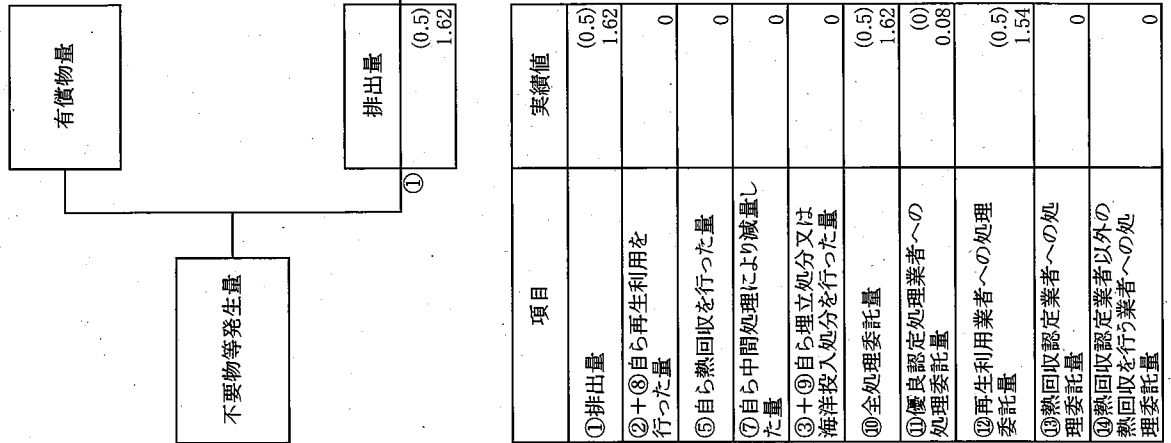 不要物等発生量
有償物量
排出量
①
(0.5)
1.62
項目
実績値
①排出量
(0.5)
1.62
②+⑧自ら再生利用を
行った量
0
⑤自ら熱回収を行った量
0
⑦自ら中間処理により減量し
た量
0
③+⑨自ら埋立処分又は
海洋投入処分を行った量
0
⑩全処理委託量
(0.5)
1.62
⑪優良認定処理業者への
処理委託量
(0)
0.08
⑫再生利用業者への処理
委託量
(0.5)
1.54
⑬熱回収認定業者への処
理委託量
0
⑭熱回収認定業者以外の
熱回収を行う業者への処
理委託量
0